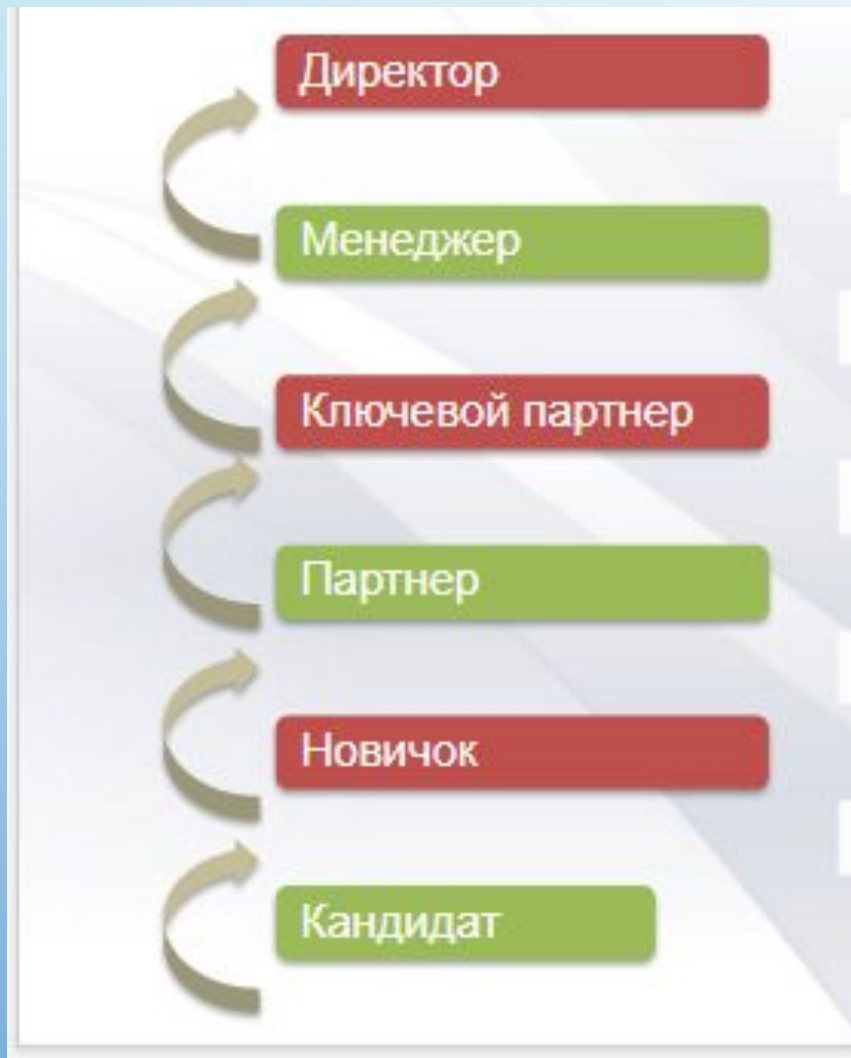 Директор
Менеджер
Ключевой партнер
Партнер
Новичок
Кандидат